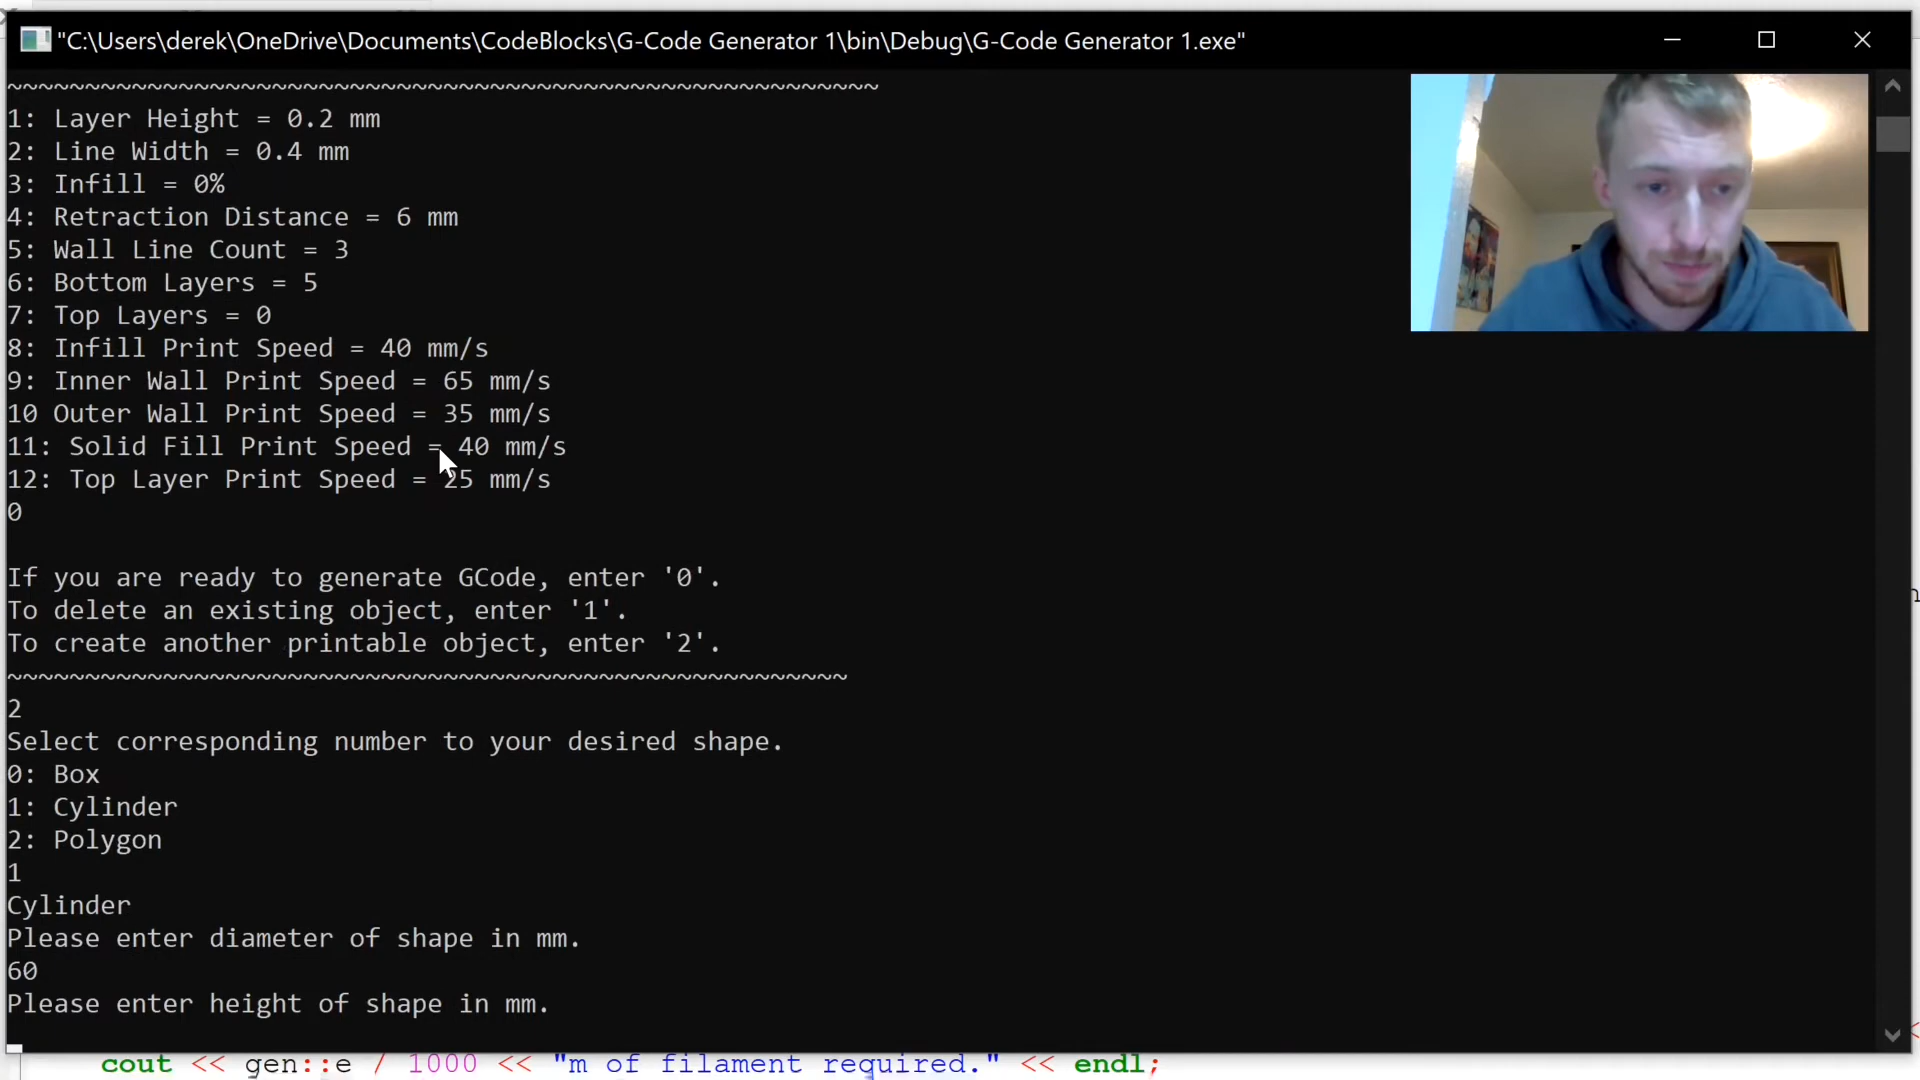 "C:\Users\derek\OneDrive\Documents\CodeBlocks\G-Code Generator 1\bin\Debug\G-Code Generator 1.exe"
~~~~~~~~~~~~~~~~~~~~~~~~~~~~~~~~~~~~~~~~~~~~~~~~~~~~~~~~
1: Layer Height = 0.2 mm
2: Line Width = 0.4 mm
3: Infill = 0%
4: Retraction Distance = 6 mm
5: Wall Line Count = 3
6: Bottom Layers = 5
7: Top Layers = 0
8: Infill Print Speed = 40 mm/s
9: Inner Wall Print Speed = 65 mm/s
10 Outer Wall Print Speed = 35 mm/s
11: Solid Fill Print Speed = 40 mm/s
12: Top Layer Print Speed = 25 mm/s
0
If you are ready to generate GCode, enter '0'.
To delete an existing object, enter '1'.
To create another printable object, enter '2'.
~~~~~~~~~~~~~~~~~~~~~~~~~~~~~~~~~~~~~~~~~~~~~~~~~~~~~~
2
Select corresponding number to your desired shape.
0: Box
1: Cylinder
2: Polygon
1
Cylinder
Please enter diameter of shape in mm.
60
Please enter height of shape in mm.
cout << gen::e / 1000 << "m of filament required." << endl;